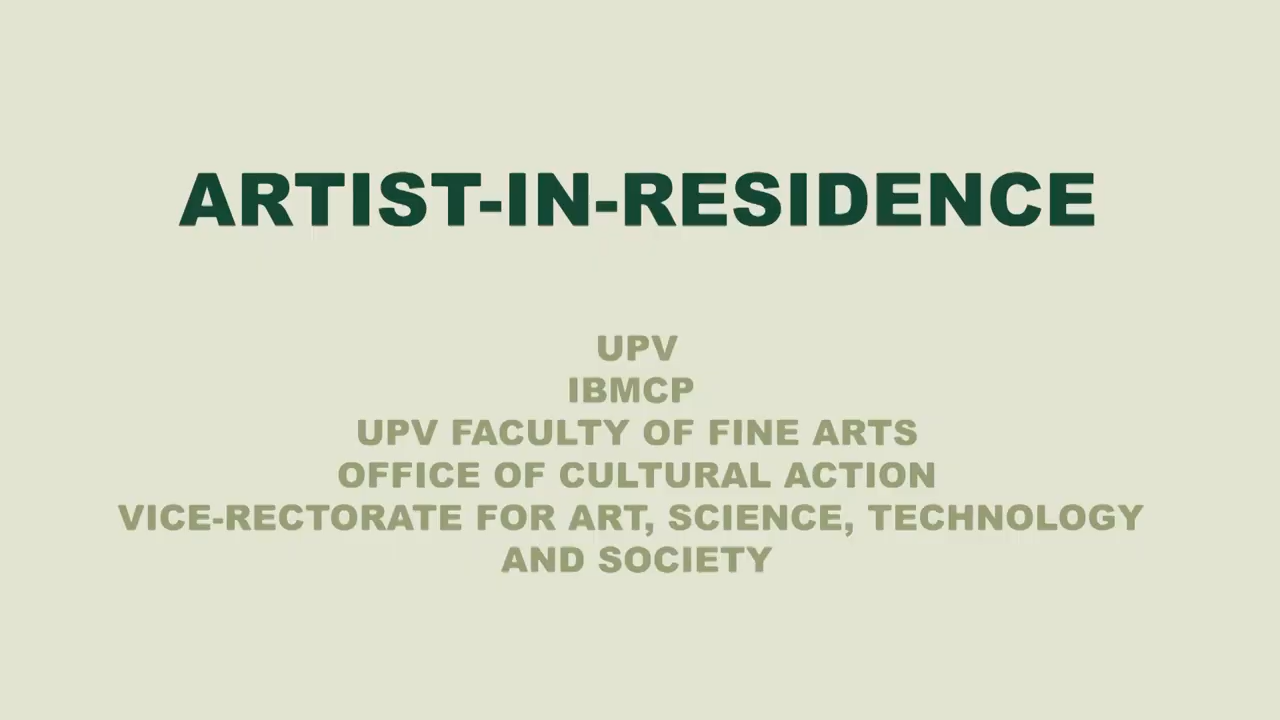 ARTIST-IN-RESIDENCE
UPV
IBMCP
UPV FACULTY OF FINE ARTS
OFFICE OF CULTURAL ACTION
VICE-RECTORATE FOR ART, SCIENCE, TECHNOLOGY
AND SOCIETY